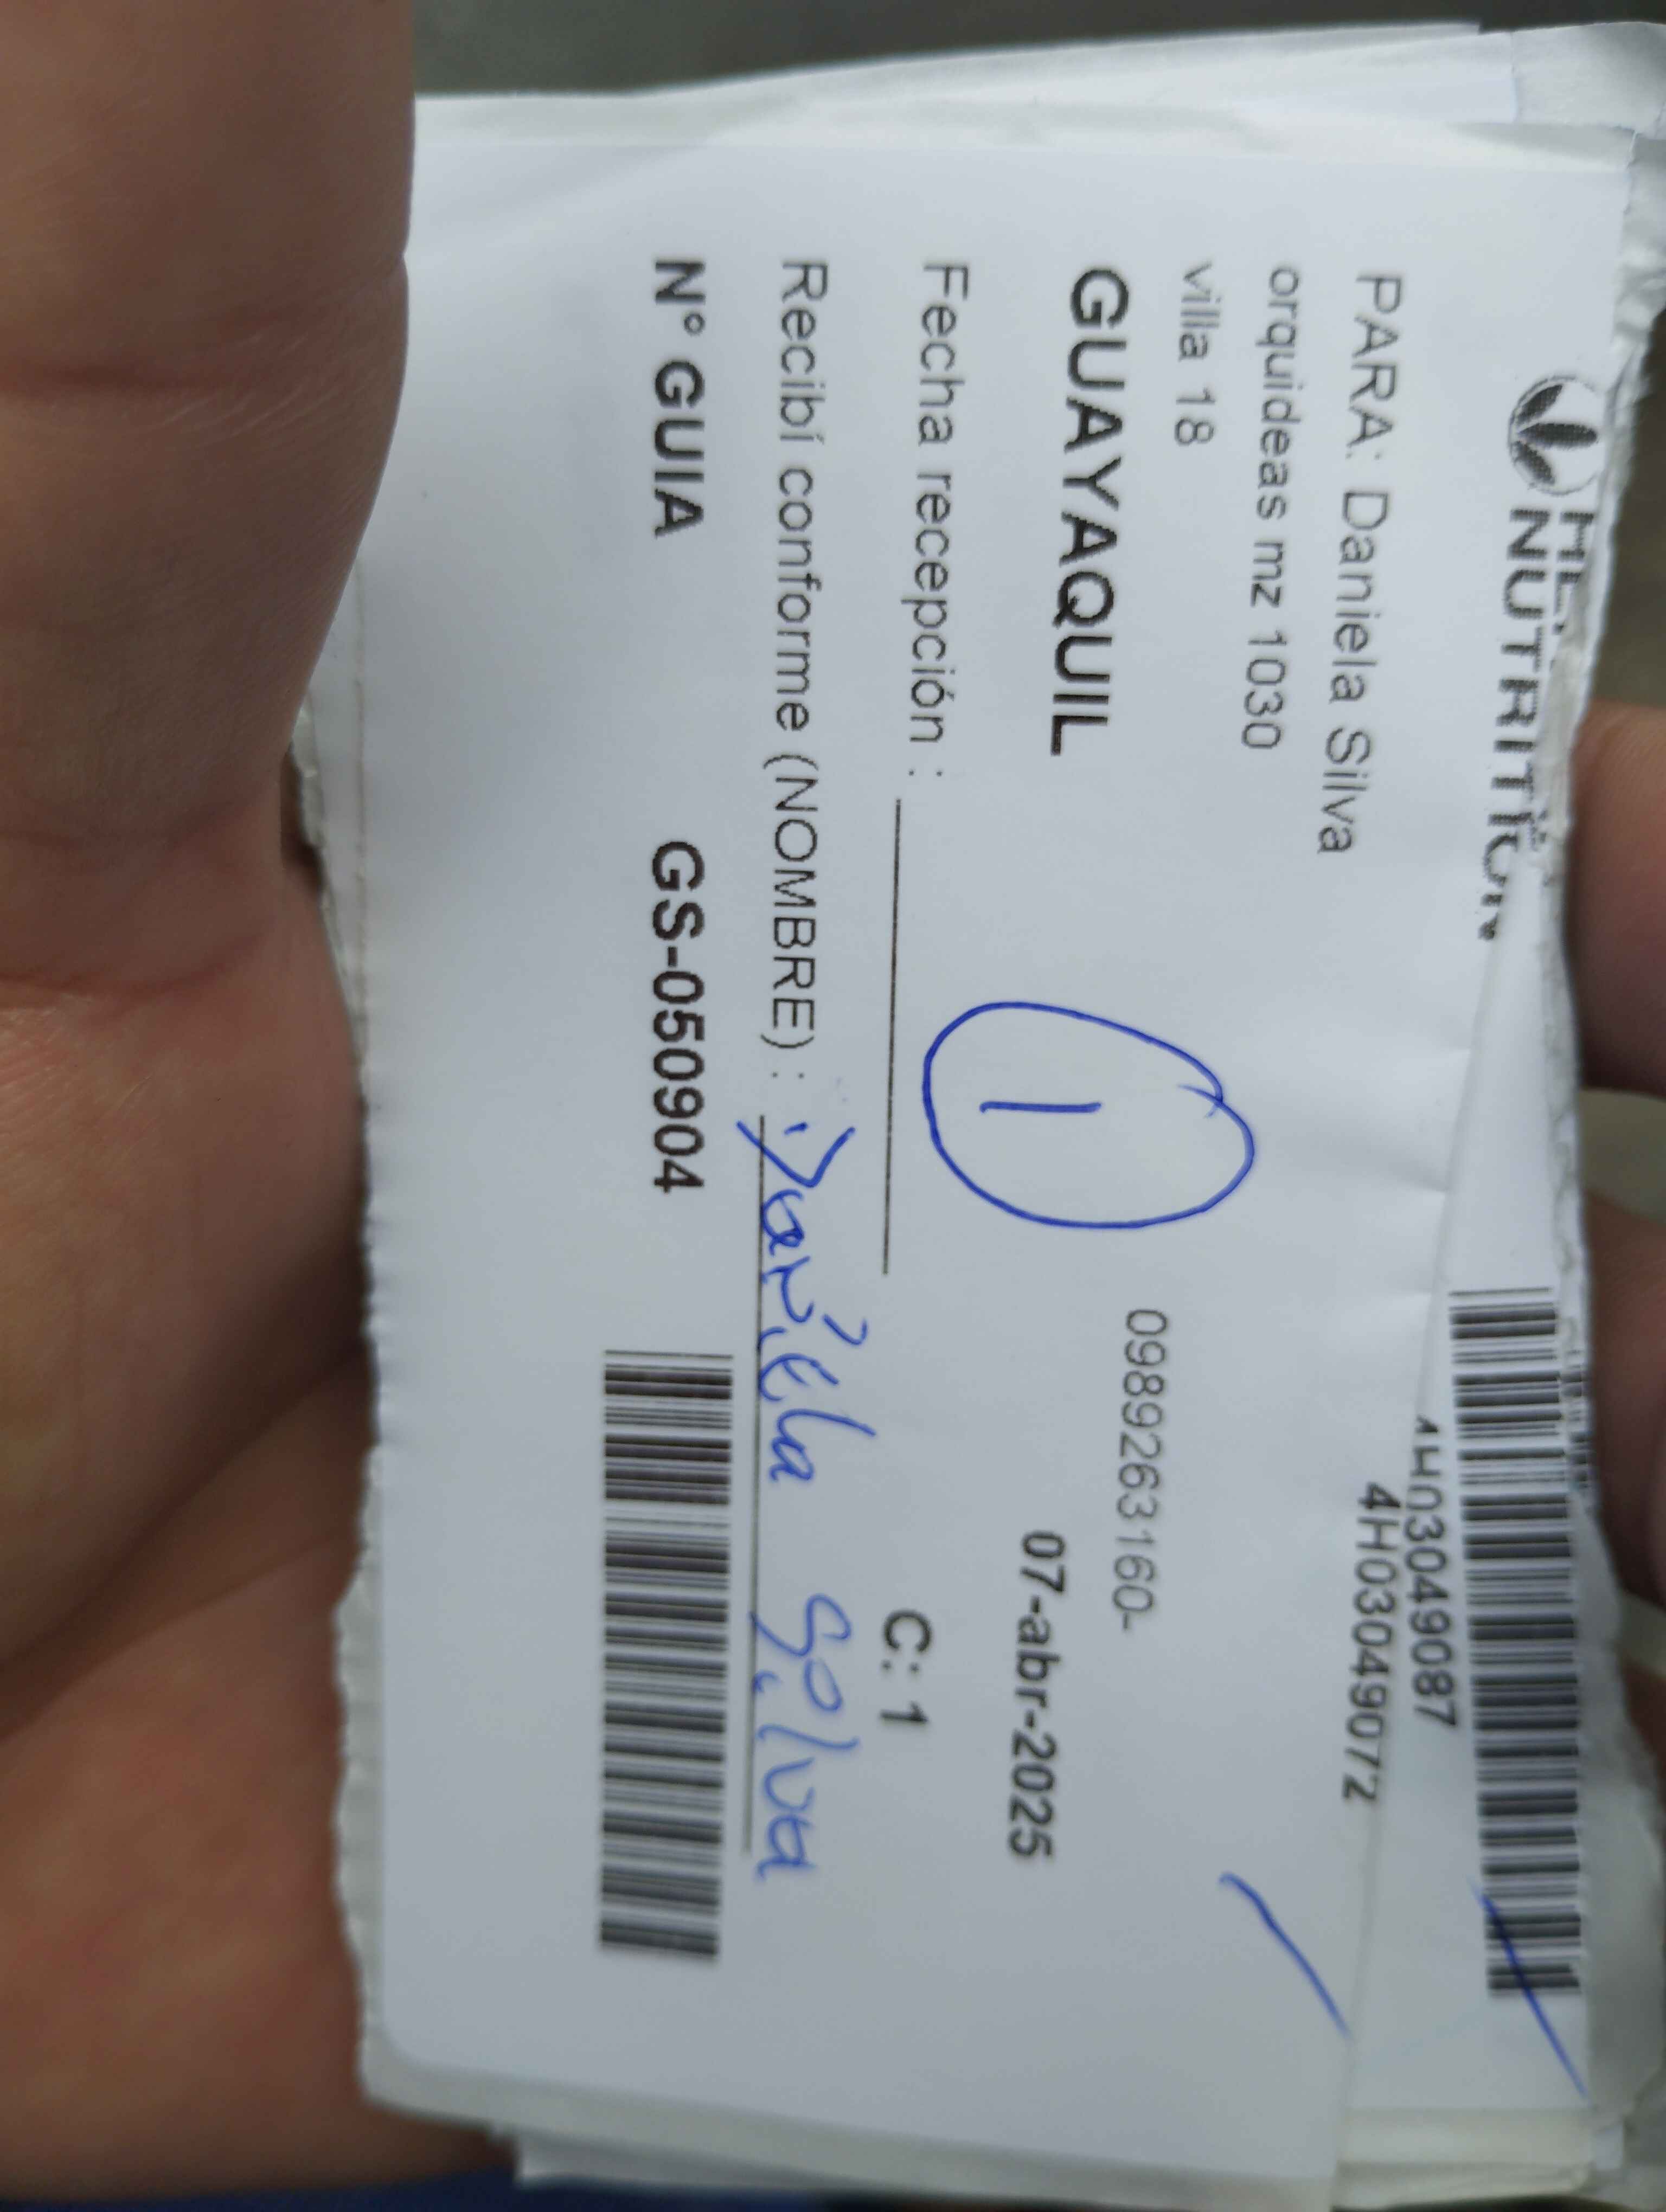 NUTRITION
4H03049087
4H03049072
PARA: Daniela Silva
orquideas mz 1030
villa 18
0989263160-
GUAYAQUIL
07-abr-2025
1
Fecha recepción :
C: 1
Recibí conforme (NOMBRE) : Daniela Silva
N° GUIA GS-050904